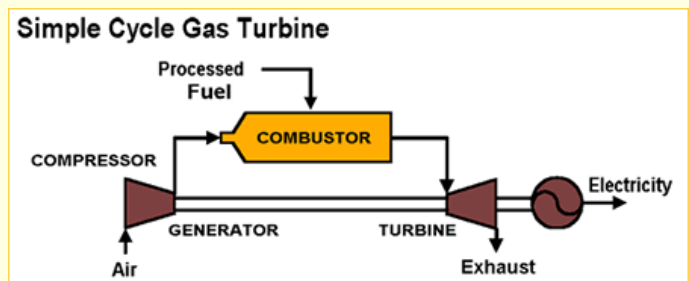 Simple Cycle Gas Turbine
Processed
Fuel
COMBUSTOR
COMPRESSOR
Electricity
GENERATOR
TURBINE
Air
Exhaust